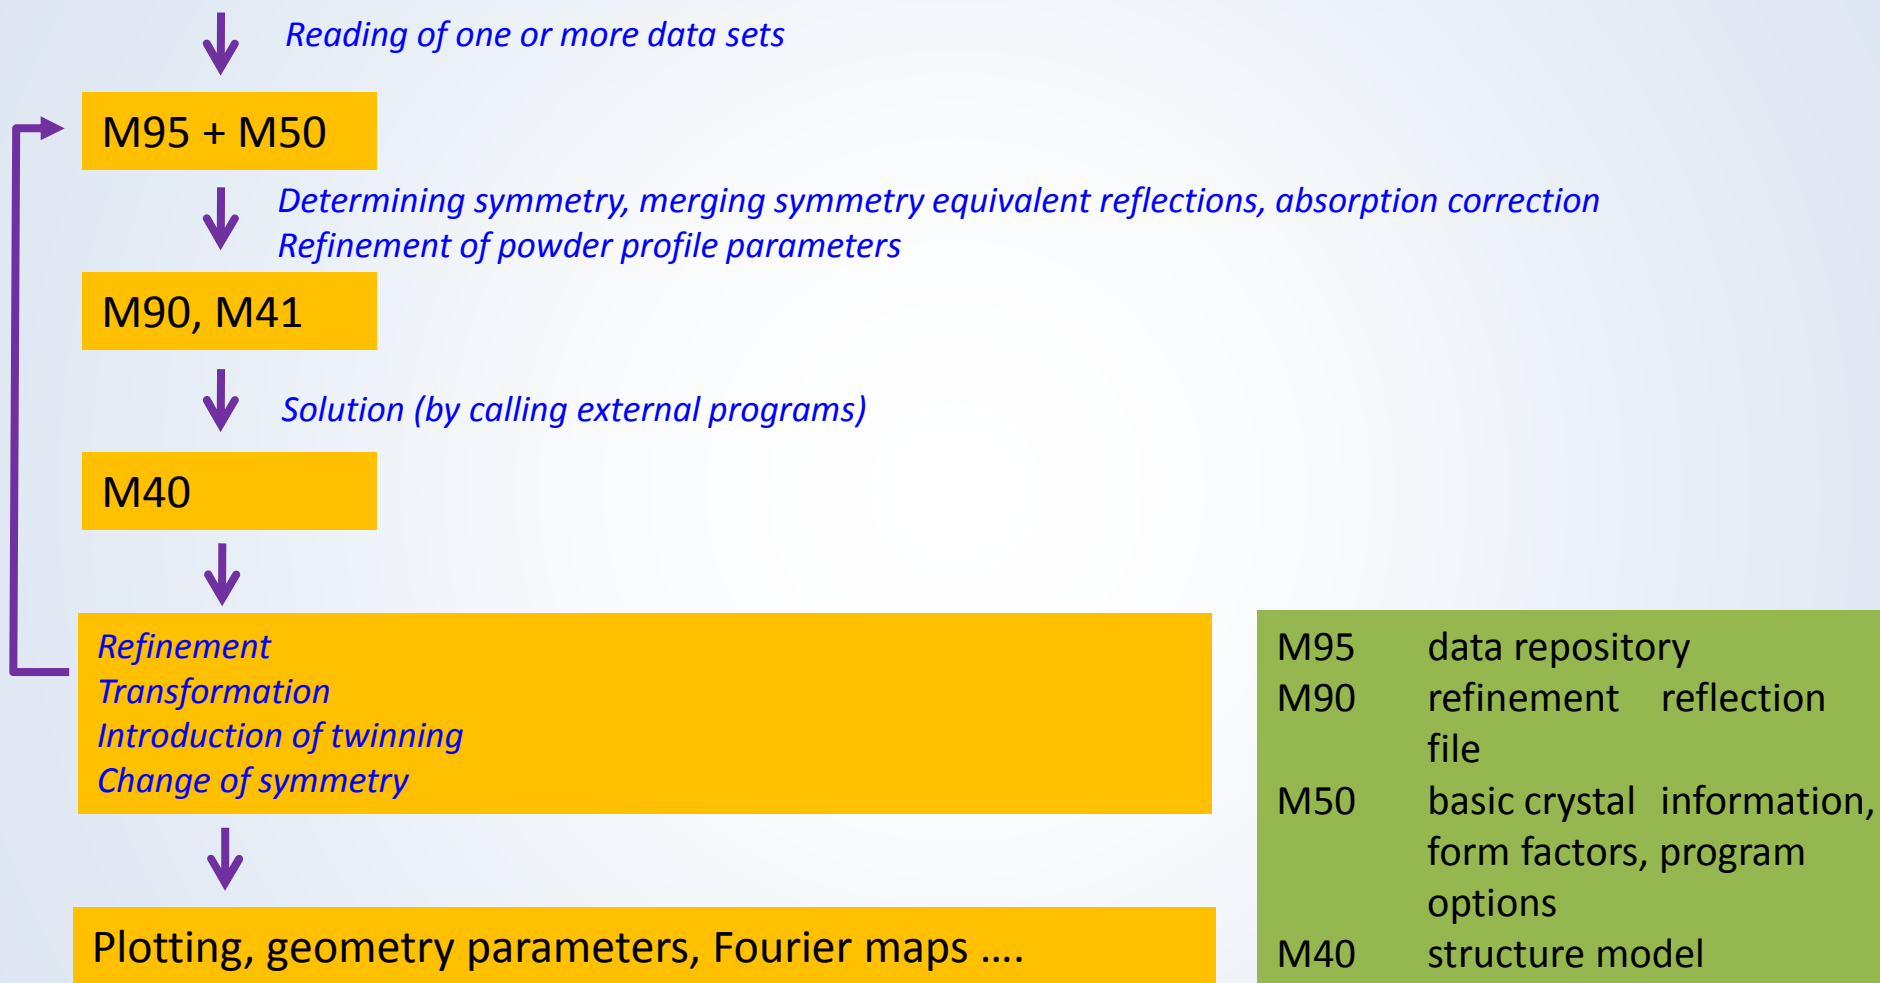 Reading of one or more data sets
M95 + M50
Determining symmetry, merging symmetry equivalent reflections, absorption correction
Refinement of powder profile parameters
M90, M41
Solution (by calling external programs)
M40
Refinement
Transformation
Introduction of twinning
Change of symmetry
Plotting, geometry parameters, Fourier maps ....
M95 data repository
M90 refinement reflection
file
M50 basic crystal information,
form factors, program
options
M40 structure model